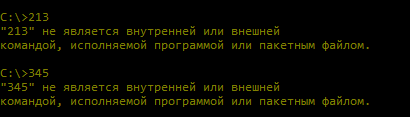 C:\>213
"213" не является внутренней или внешней
командой, исполняемой программой или пакетным файлом.
C:\>345
"345" не является внутренней или внешней
командой, исполняемой программой или пакетным файлом.